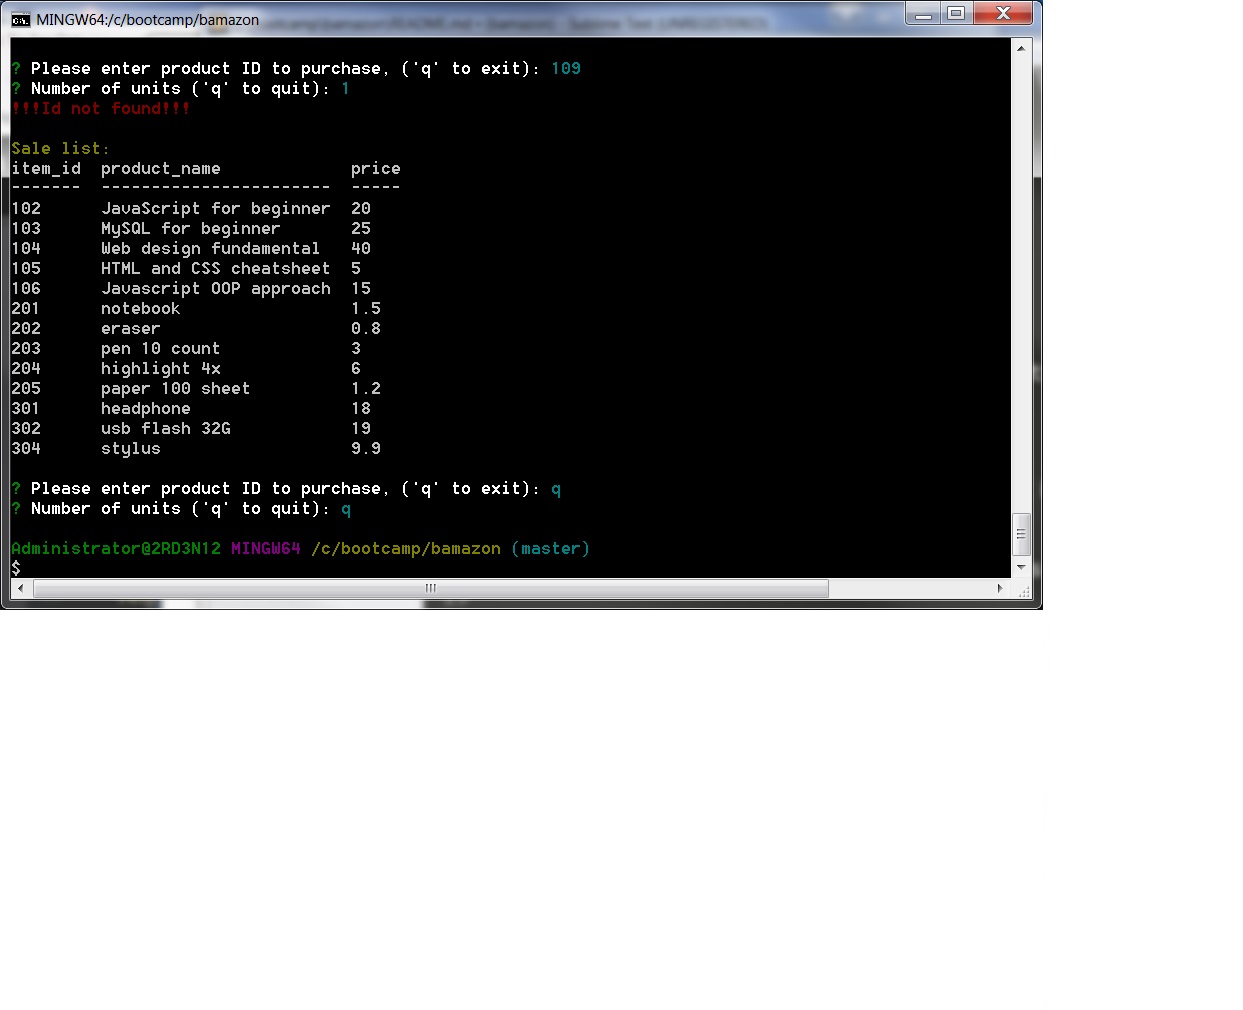 MINGW64:/c/bootcamp/bamazon
? Please enter product ID to purchase, ('q' to exit): 109
? Number of units ('q' to quit): 1
!!!Id not found!!!
Sale list:
item_id  product_name             price
-------  -----------------------  -----
102      JavaScript for beginner  20
103      MySQL for beginner       25
104      Web design fundamental   40
105      HTML and CSS cheatsheet  5
106      Javascript OOP approach  15
201      notebook                 1.5
202      eraser                   0.8
203      pen 10 count             3
204      highlight 4x             6
205      paper 100 sheet          1.2
301      headphone                18
302      usb flash 32G            19
304      stylus                   9.9
? Please enter product ID to purchase, ('q' to exit): q
? Number of units ('q' to quit): q
Administrator@2RD3N12 MINGW64 /c/bootcamp/bamazon (master)
$